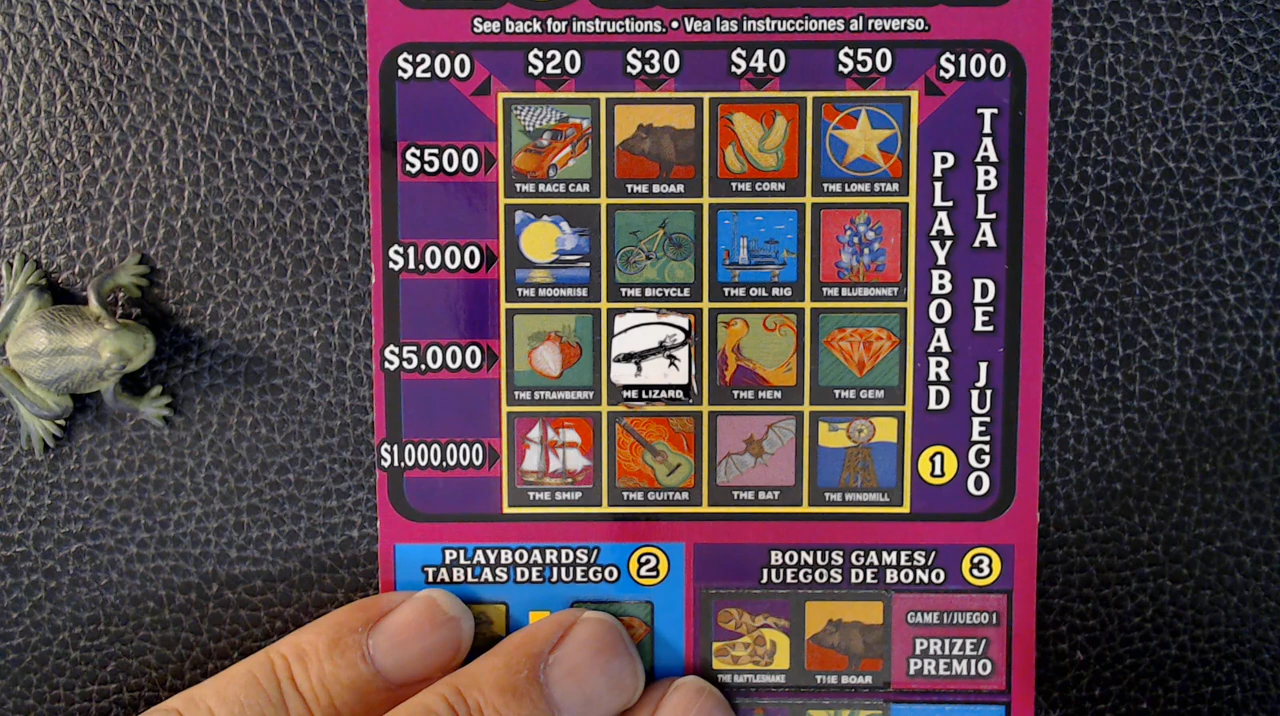 See back for instructions. • Vea las instrucciones al reverso.
$200 $20 $30 $40 $50 $100
$500
THE RACE CAR THE BOAR THE CORN THE LONE STAR
$1,000
THE MOONRISE THE BICYCLE THE OIL RIG THE BLUEBONNET
$5,000
THE STRAWBERRY HE LIZARD THE HEN THE GEM
$1,000,000
THE SHIP THE GUITAR THE BAT THE WINDMILL
PLAYBOARD 1
TABLA DE JUEGO
PLAYBOARDS/
TABLAS DE JUEGO 2
BONUS GAMES/
JUEGOS DE BONO 3
THE RATTLESNAKE THE BOAR
GAME 1/JUEGO 1
PRIZE/
PREMIO